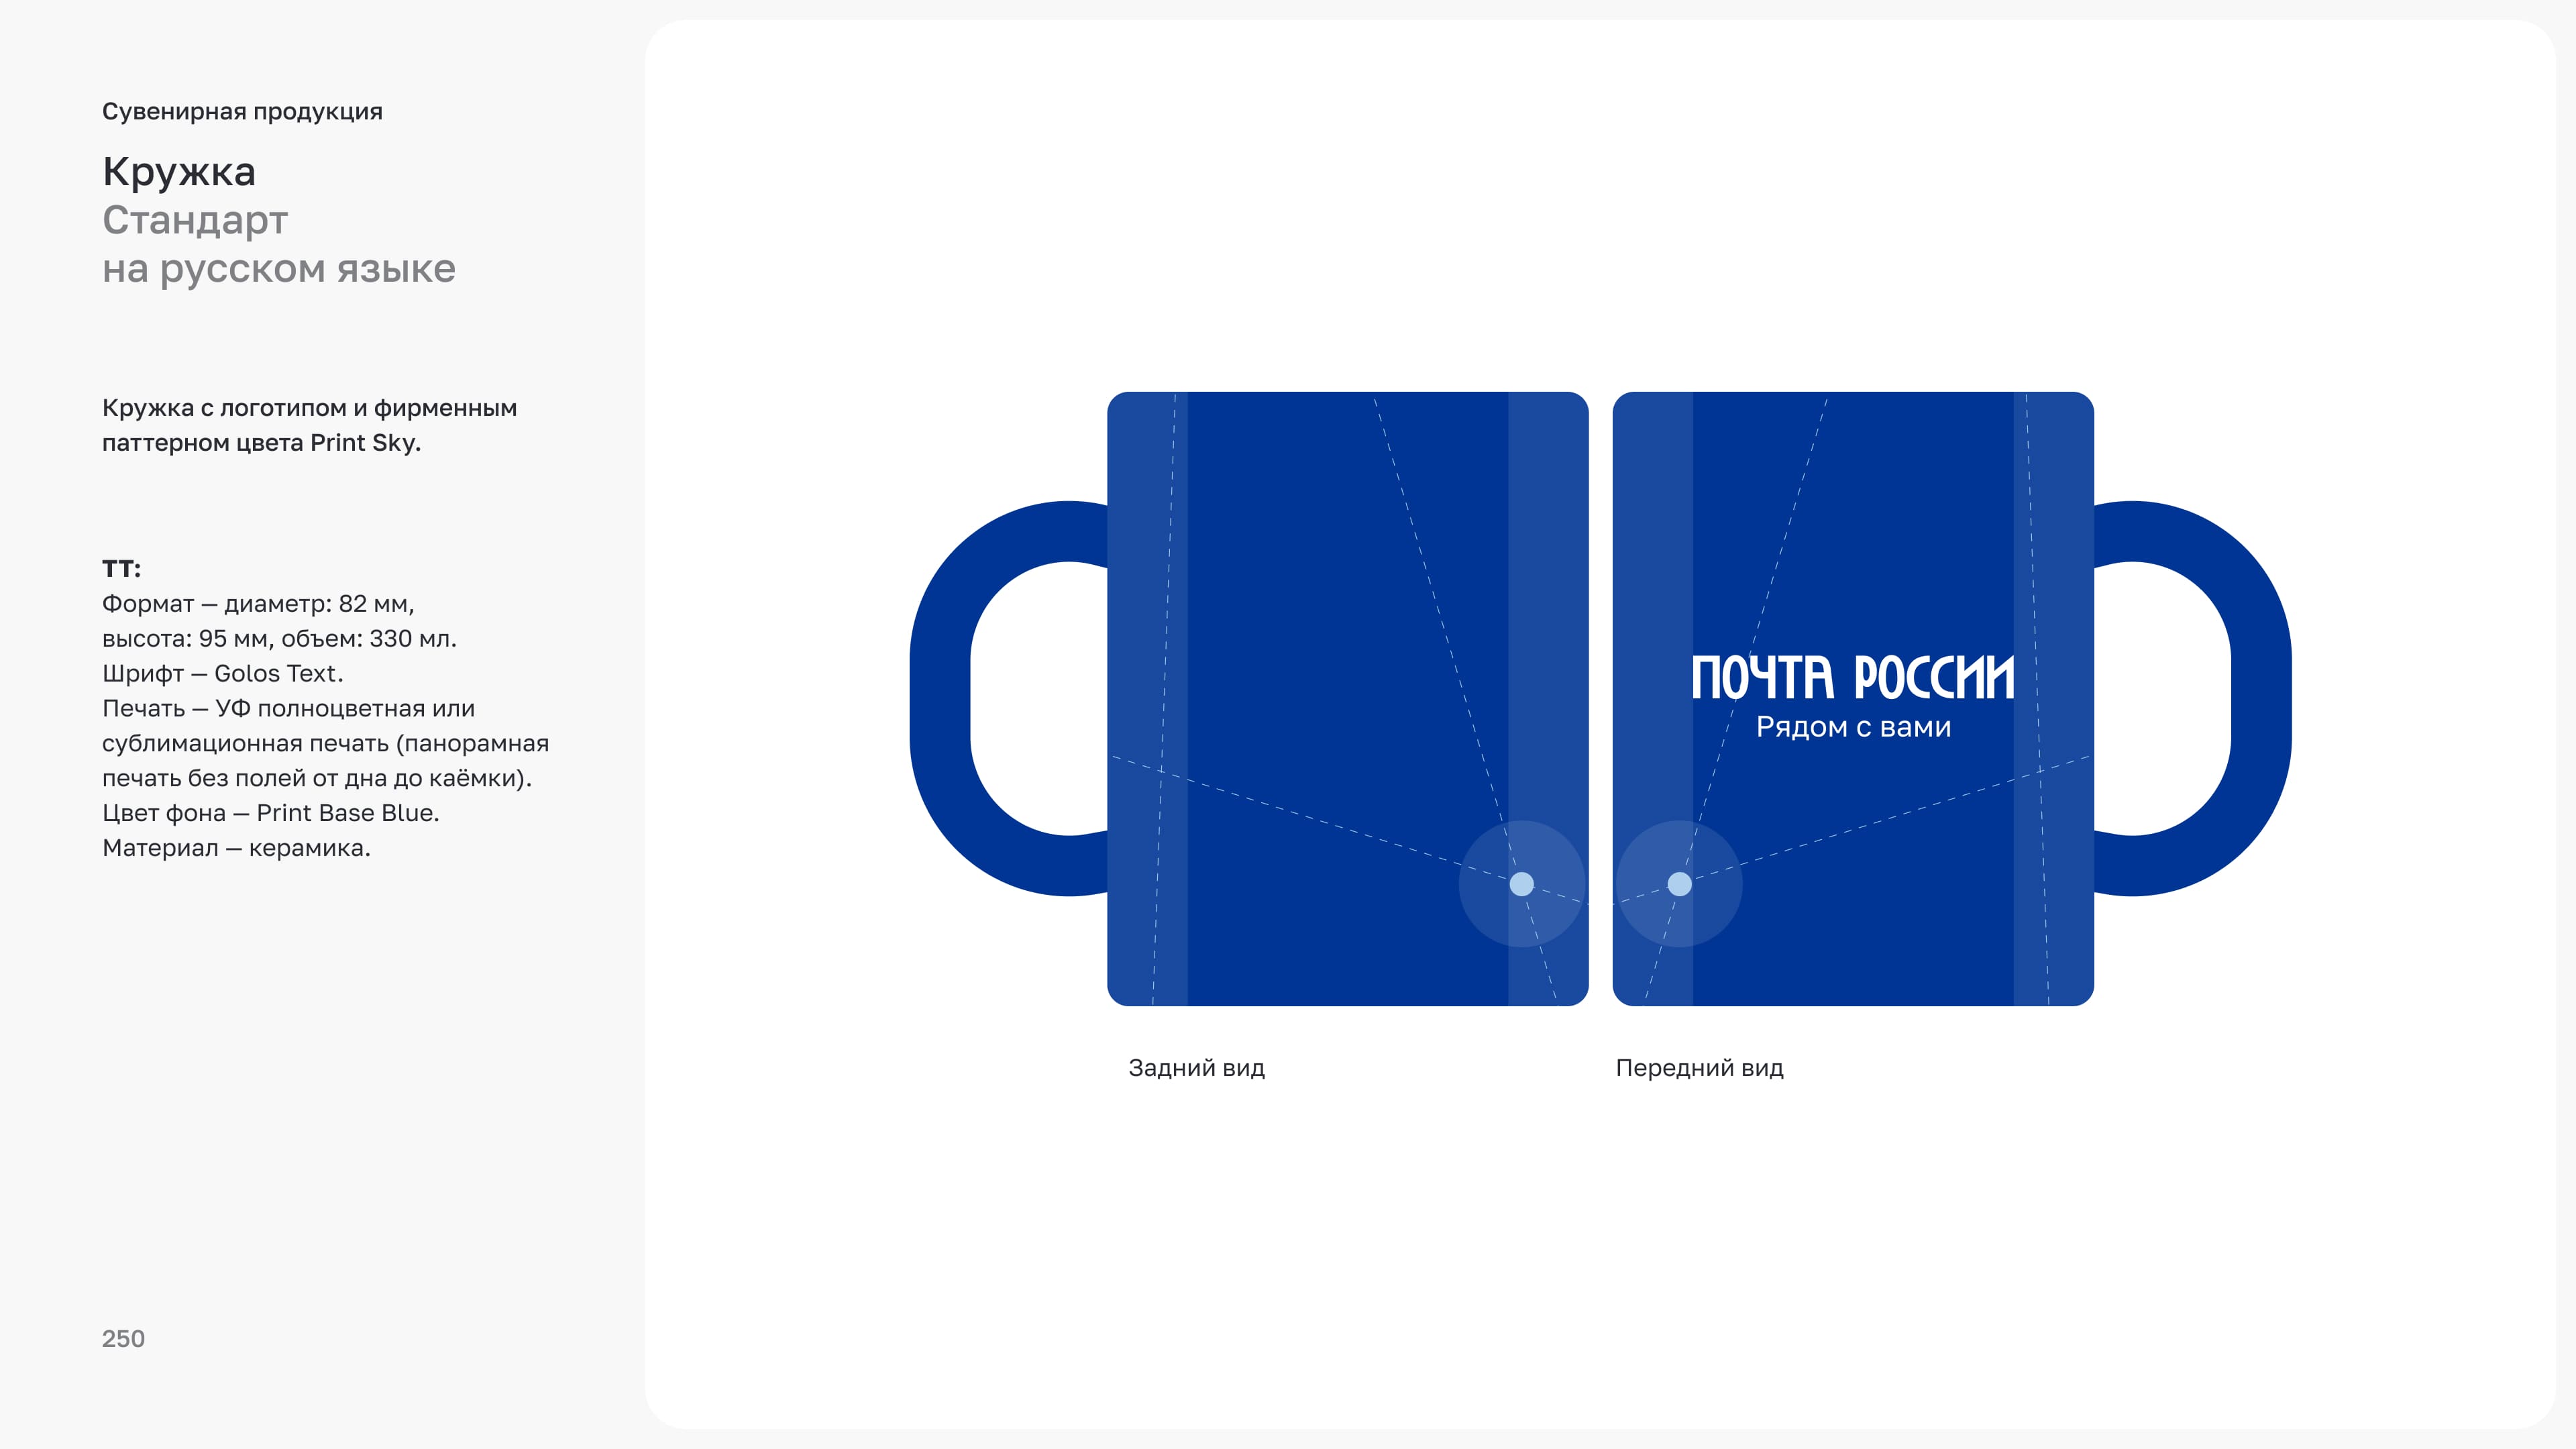 Сувенирная продукция
Кружка
Стандарт
на русском языке
Кружка с логотипом и фирменным
паттерном цвета Print Sky.
ТТ:
Формат — диаметр: 82 мм,
высота: 95 мм, объем: 330 мл.
Шрифт — Golos Text.
Печать — УФ полноцветная или
сублимационная печать (панорамная
печать без полей от дна до каёмки).
Цвет фона — Print Base Blue.
Материал — керамика.
250
ПОЧТА РОССИИ
Рядом с вами
Задний вид
Передний вид